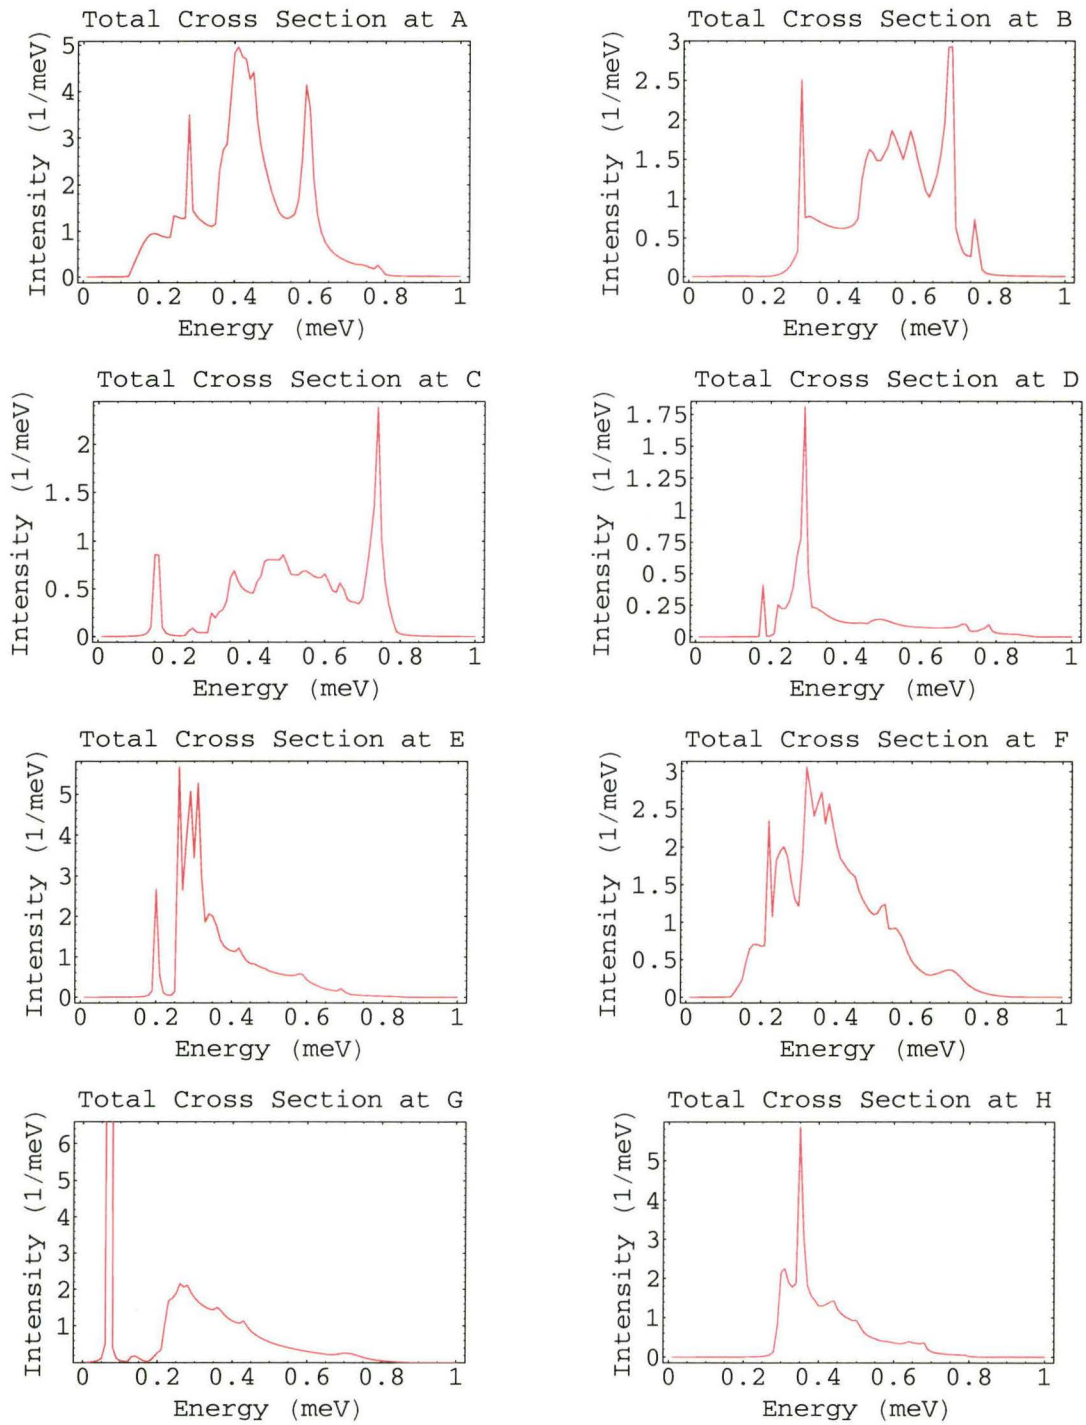 Total Cross Section at A
Intensity (1/meV)
5
4
3
2
1
0
0 0.2 0.4 0.6 0.8 1
Energy (meV)
Total Cross Section at B
Intensity (1/meV)
3
2.5
2
1.5
1
0.5
0
0 0.2 0.4 0.6 0.8 1
Energy (meV)
Total Cross Section at C
Intensity (1/meV)
2
1.5
1
0.5
0
0 0.2 0.4 0.6 0.8 1
Energy (meV)
Total Cross Section at D
Intensity (1/meV)
1.75
1.5
1.25
1
0.75
0.5
0.25
0
0 0.2 0.4 0.6 0.8 1
Energy (meV)
Total Cross Section at E
Intensity (1/meV)
5
4
3
2
1
0
0 0.2 0.4 0.6 0.8 1
Energy (meV)
Total Cross Section at F
Intensity (1/meV)
3
2.5
2
1.5
1
0.5
0
0 0.2 0.4 0.6 0.8 1
Energy (meV)
Total Cross Section at G
Intensity (1/meV)
6
5
4
3
2
1
0 0.2 0.4 0.6 0.8 1
Energy (meV)
Total Cross Section at H
Intensity (1/meV)
5
4
3
2
1
0
0 0.2 0.4 0.6 0.8 1
Energy (meV)